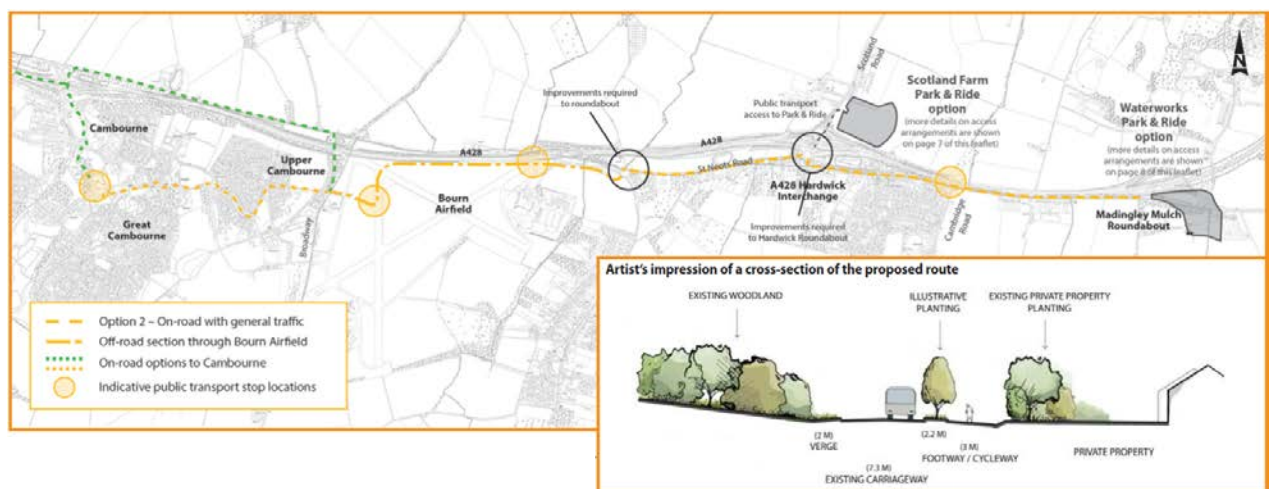 Cambourne
Great
Cambourne
Upper
Cambourne
Broadway
A428
Bourn
Airfield
Improvements required
to roundabout
St Neots Road
A428
Public transport
access to Park & Ride
Scotland
Road
Scotland Farm
Park & Ride
option
(more details on access
arrangements are shown
on page 7 of this leaflet)
A428 Hardwick
Interchange
Improvements required
to Hardwick Roundabout
Cambridge
Road
Waterworks
Park & Ride
option
(more details on access
arrangements are shown
on page 8 of this leaflet)
Madingley Mulch
Roundabout
N
Option 2 – On-road with general traffic
Off-road section through Bourn Airfield
On-road options to Cambourne
Indicative public transport stop locations
Artist's impression of a cross-section of the proposed route
EXISTING WOODLAND
ILLUSTRATIVE
PLANTING
EXISTING PRIVATE PROPERTY
PLANTING
(2 M)
VERGE
(7.3 M)
EXISTING CARRIAGEWAY
(2.2 M)
(3 M)
FOOTWAY / CYCLEWAY
PRIVATE PROPERTY